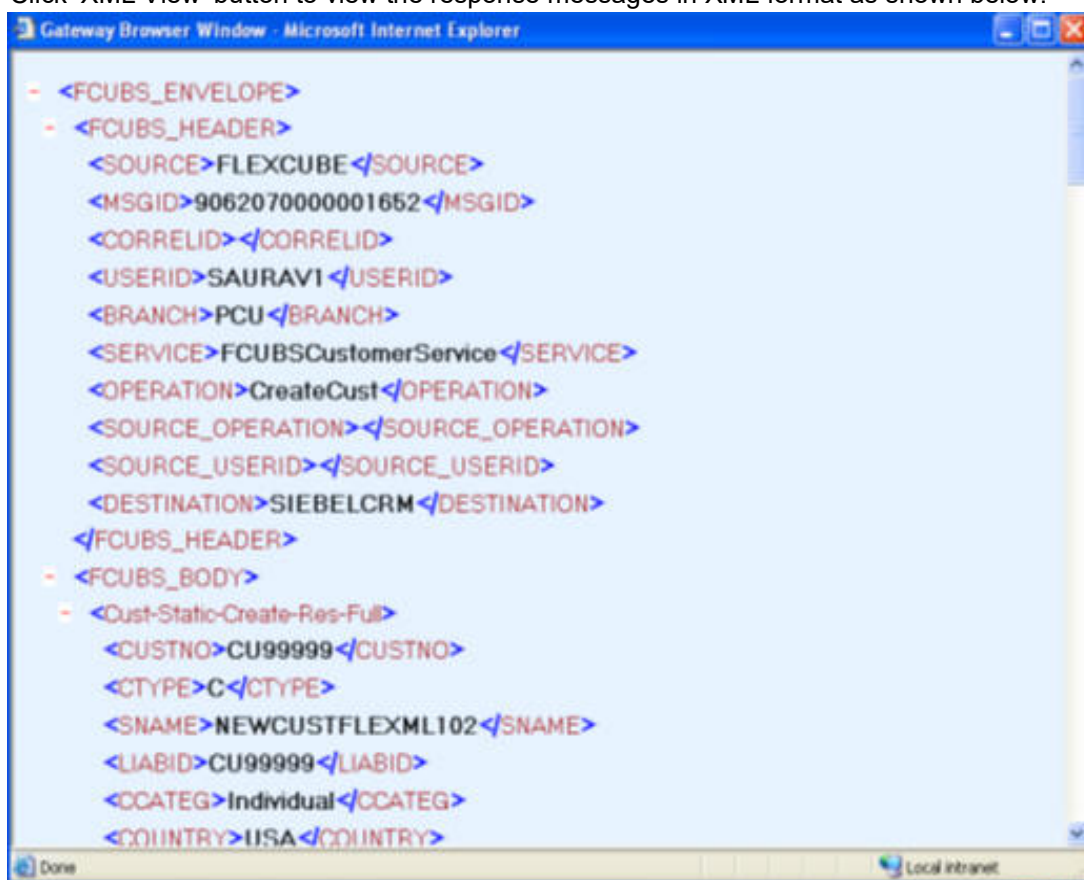 Click 'XML View' button to view the response messages in XML format as shown below.
Gateway Browser Window - Microsoft Internet Explorer
- <FCUBS_ENVELOPE>
- <FCUBS_HEADER>
<SOURCE>FLEXCUBE</SOURCE>
<MSGID>9062070000001652</MSGID>
<CORRELID></CORRELID>
<USERID>SAURAV1</USERID>
<BRANCH>PCU</BRANCH>
<SERVICE>FCUBSCustomerService</SERVICE>
<OPERATION>CreateCust</OPERATION>
<SOURCE_OPERATION></SOURCE_OPERATION>
<SOURCE_USERID></SOURCE_USERID>
<DESTINATION>SIEBELCRM</DESTINATION>
</FCUBS_HEADER>
- <FCUBS_BODY>
- <Cust-Static-Create-Res-Full>
<CUSTNO>CU99999</CUSTNO>
<CTYPE>C</CTYPE>
<SNAME>NEWCUSTFLEXML102</SNAME>
<LIABID>CU99999</LIABID>
<CCATEG>Individual</CCATEG>
<COUNTRY>USA</COUNTRY>
Done Local intranet